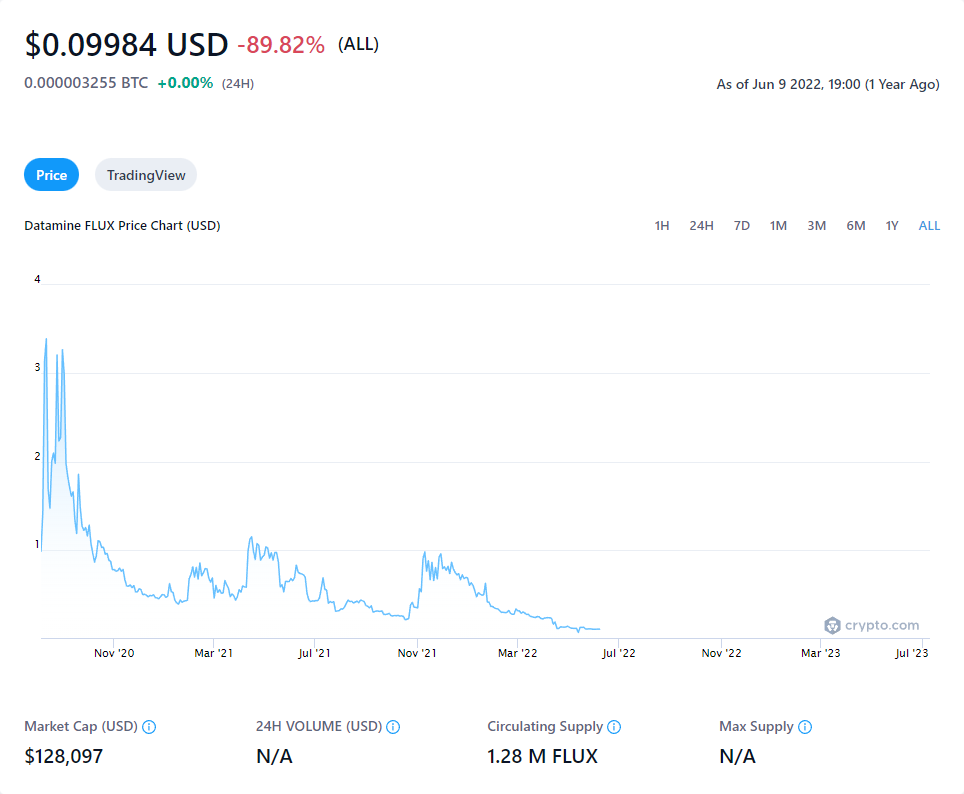 $0.09984 USD -89.82% (ALL)
0.000003255 BTC +0.00% (24H)
As of Jun 9 2022, 19:00 (1 Year Ago)
Price
TradingView
Datamine FLUX Price Chart (USD)
1H 24H 7D 1M 3M 6M 1Y ALL
4
3
2
1
crypto.com
Nov '20 Mar '21 Jul '21 Nov '21 Mar '22 Jul '22 Nov '22 Mar '23 Jul '23
Market Cap (USD) 24H VOLUME (USD) Circulating Supply Max Supply
$128,097 N/A 1.28 M FLUX N/A